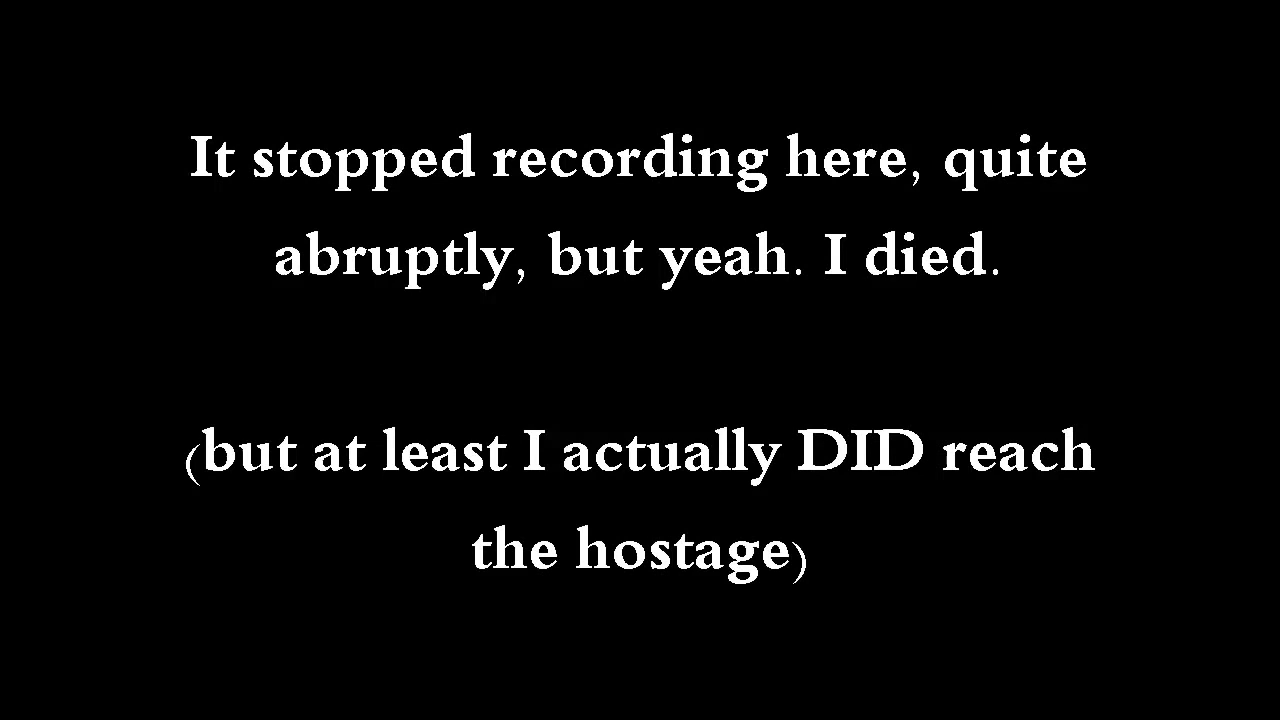 It stopped recording here, quite
abruptly, but yeah. I died.
(but at least I actually DID reach
the hostage)